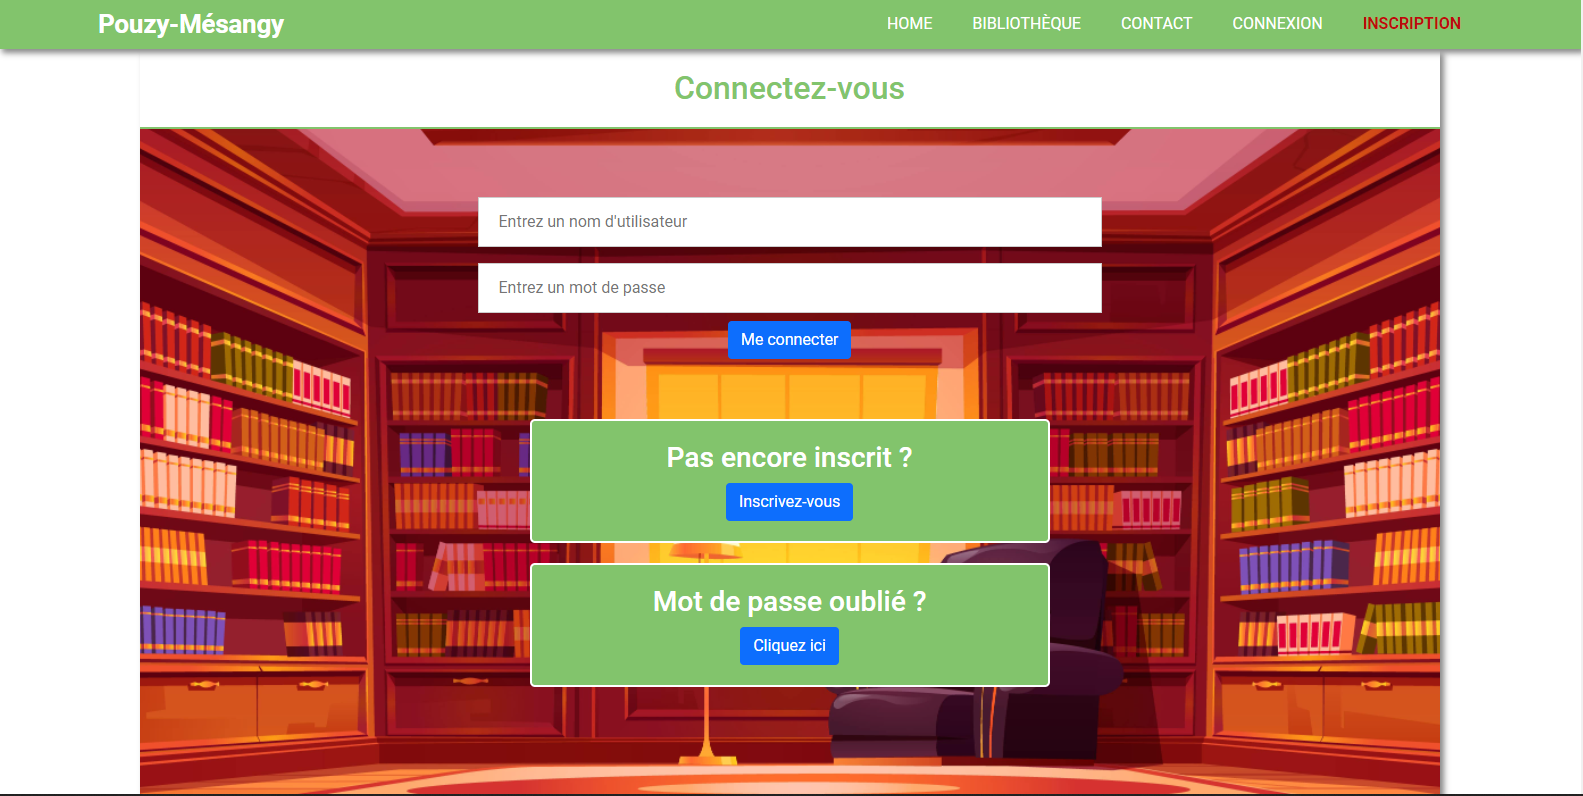 Pouzy-Mésangy
HOME BIBLIOTHÈQUE CONTACT CONNEXION INSCRIPTION
Connectez-vous
Entrez un nom d'utilisateur
Entrez un mot de passe
Me connecter
Pas encore inscrit ?
Inscrivez-vous
Mot de passe oublié ?
Cliquez ici